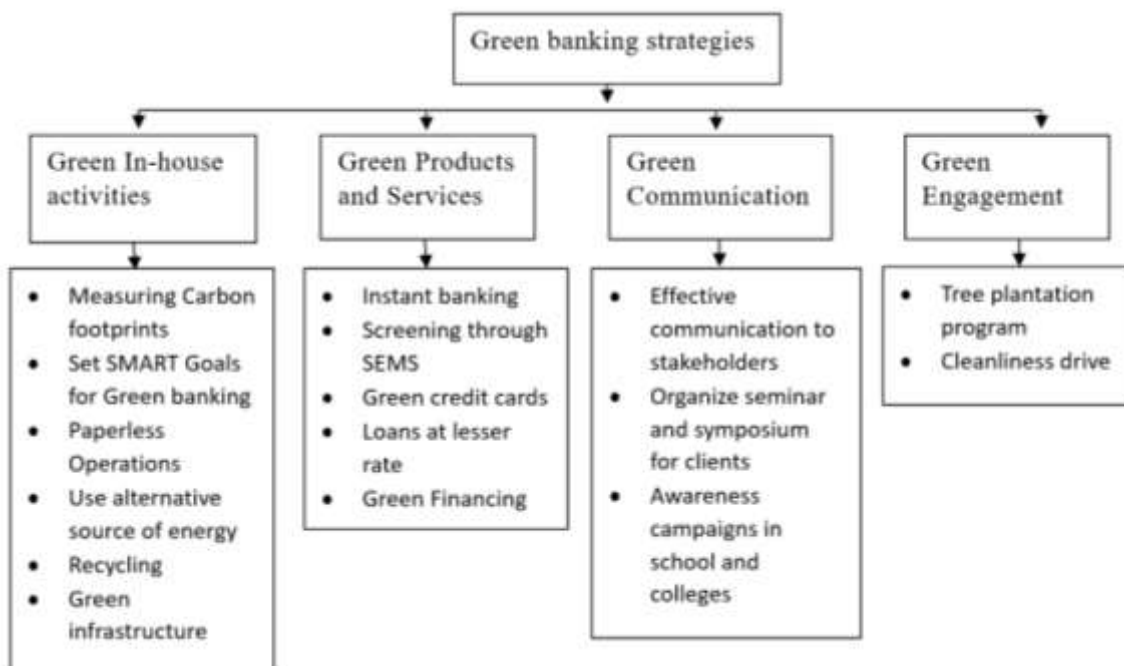 Green banking strategies
Green In-house
activities
Green Products
and Services
Green
Communication
Green
Engagement
• Measuring Carbon
footprints
• Set SMART Goals
for Green banking
• Paperless
Operations
• Use alternative
source of energy
• Recycling
• Green
infrastructure
• Instant banking
• Screening through
SEMS
• Green credit cards
• Loans at lesser
rate
• Green Financing
• Effective
communication to
stakeholders
• Organize seminar
and symposium
for clients
• Awareness
campaigns in
school and
colleges
• Tree plantation
program
• Cleanliness drive